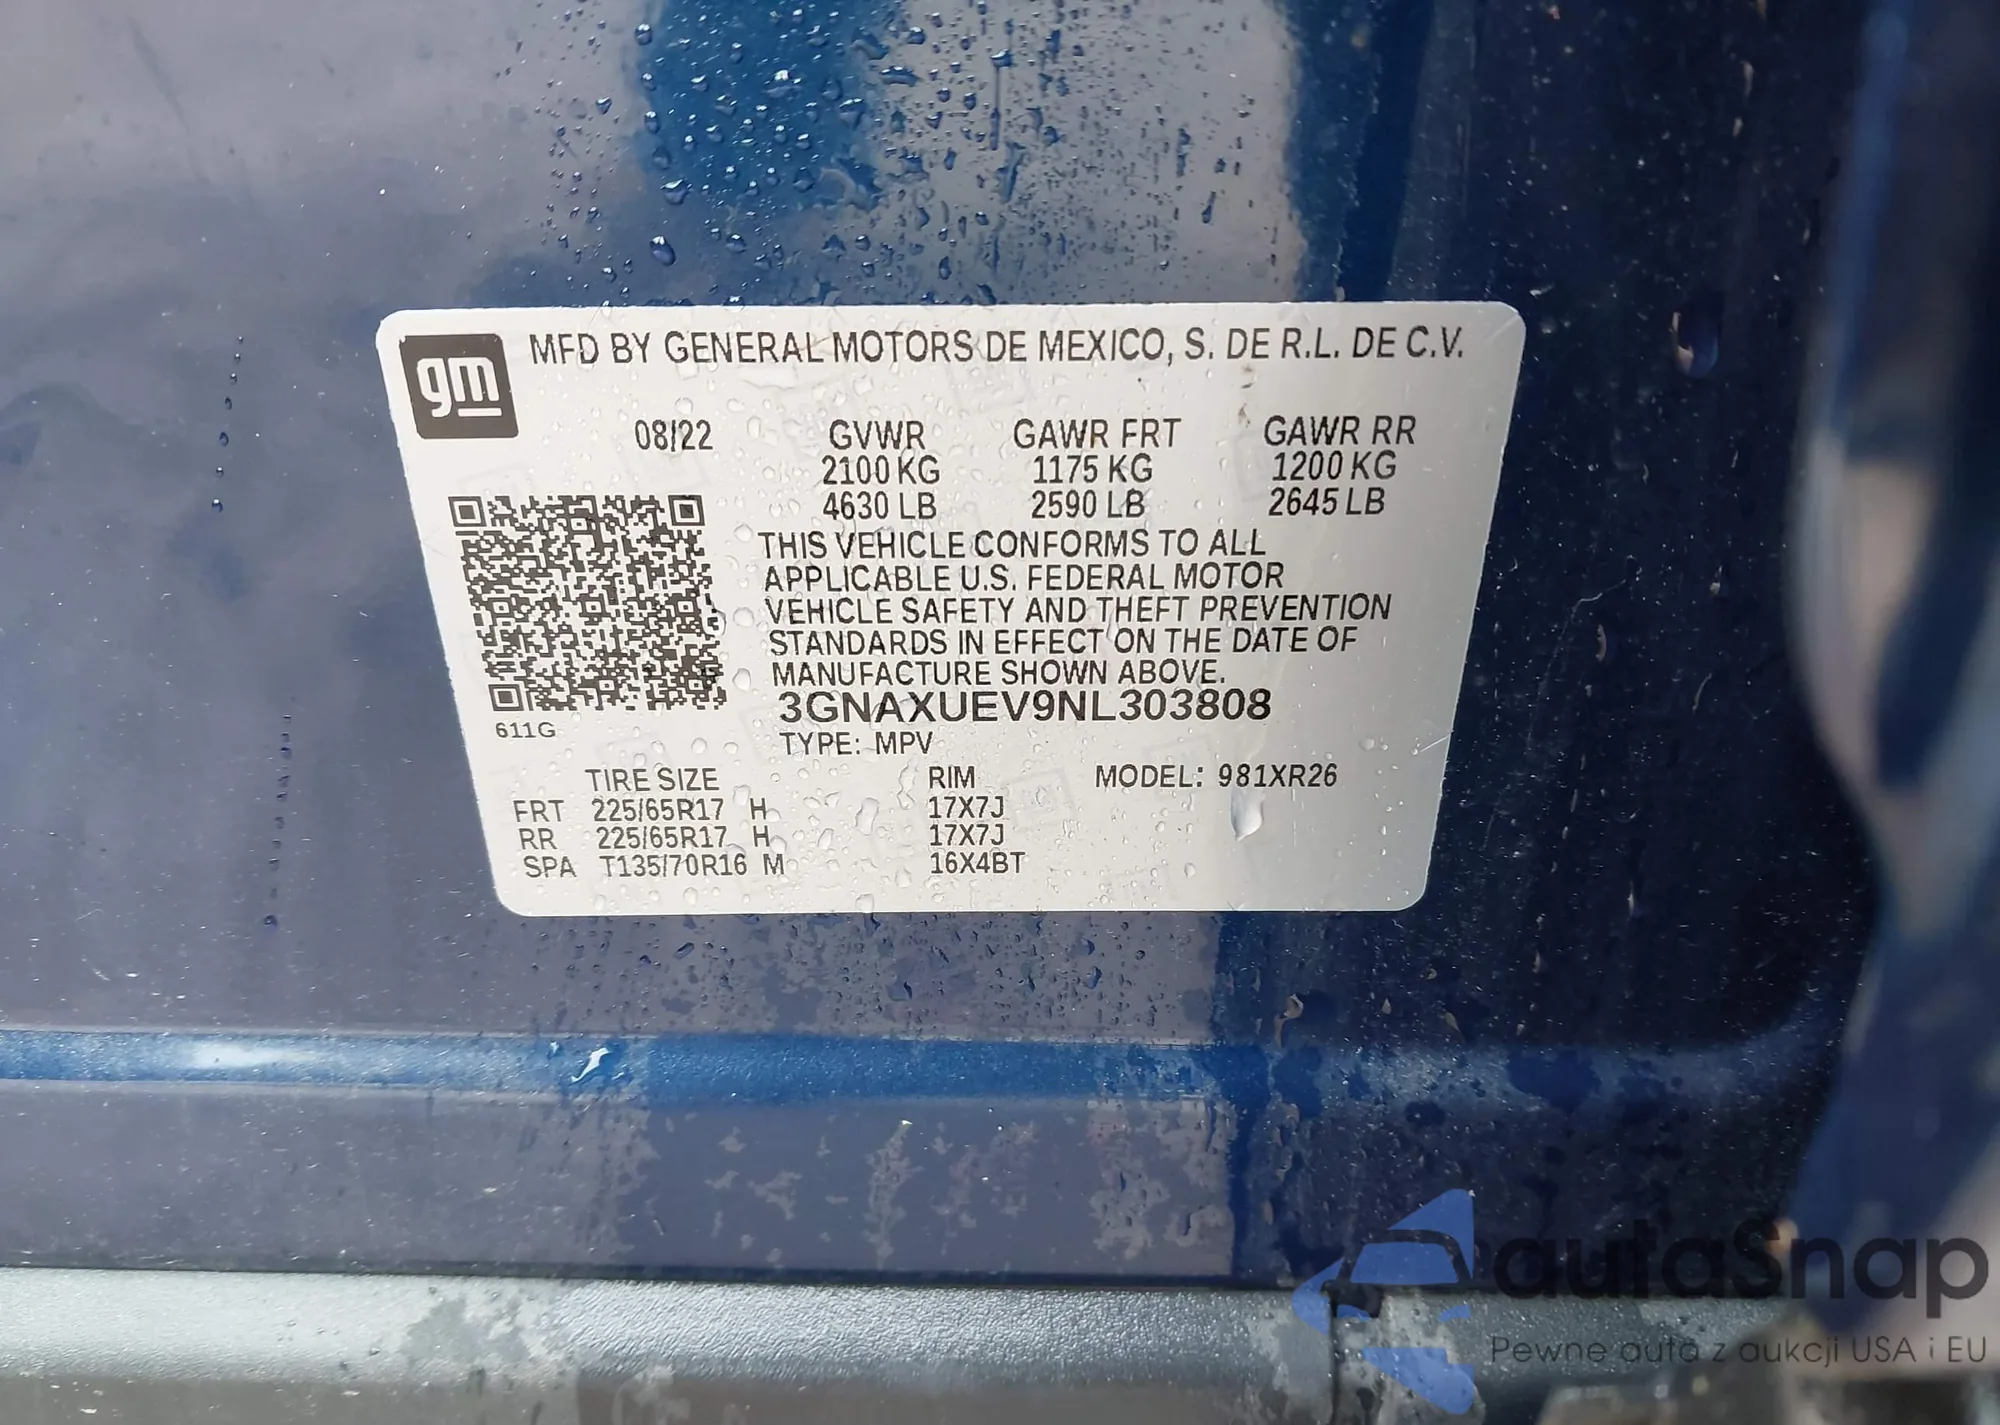 gm
MFD BY GENERAL MOTORS DE MEXICO, S. DE R.L. DE C.V.
08/22 GVWR GAWR FRT GAWR RR
2100 KG 1175 KG 1200 KG
4630 LB 2590 LB 2645 LB
THIS VEHICLE CONFORMS TO ALL
APPLICABLE U.S. FEDERAL MOTOR
VEHICLE SAFETY AND THEFT PREVENTION
STANDARDS IN EFFECT ON THE DATE OF
MANUFACTURE SHOWN ABOVE.
3GNAXUEV9NL303808
611G
TYPE: MPV
TIRE SIZE RIM MODEL: 981XR26
FRT 225/65R17 H 17X7J
RR 225/65R17 H 17X7J
SPA T135/70R16 M 16X4BT
autaSnap
Pewne auta z aukcji USA i EU